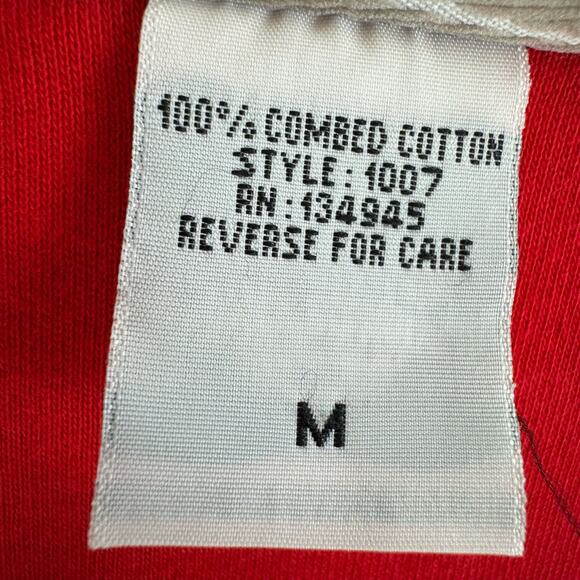 100% COMBED COTTON
STYLE: 1007
RN:134945
REVERSE FOR CARE
M